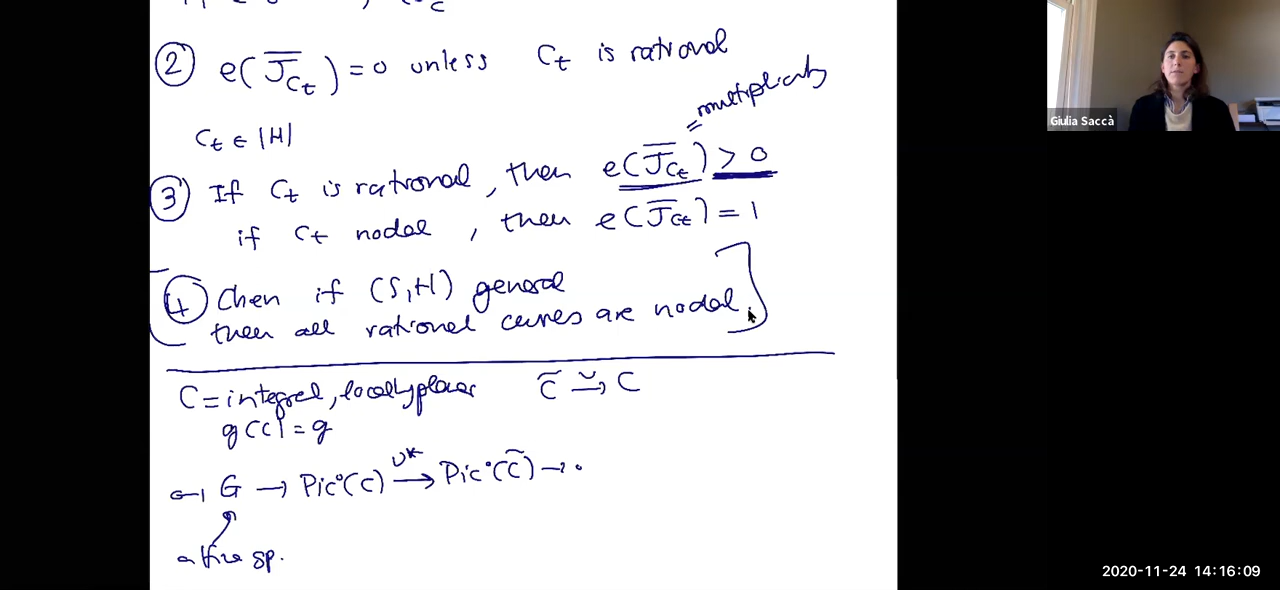 ② e(J̅_{C_t}) = 0 unless C_t is rational
= multiplicity
C_t ∈ |H|
③ If C_t is rational, then e(J̅_{C_t}) > 0
if C_t nodal, then e(J̅_{C_t}) = 1
④ Chen if (S,H) general
then all rational curves are nodal.
C = integral, locally planar C̃ →^ν C
g(C) = g
0 → G → Pic°(C) →^{ν*} Pic°(C̃) → 0
affine sp.
Giulia Saccà
2020-11-24 14:16:09